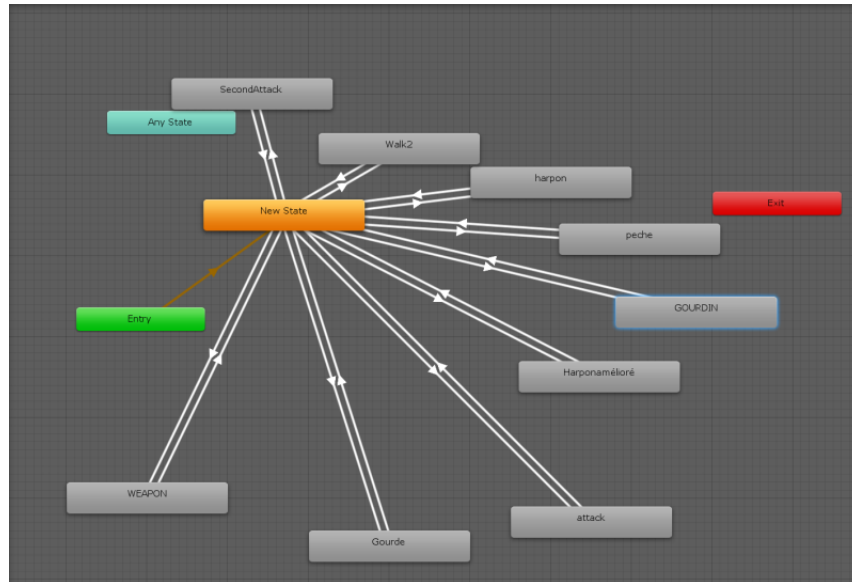 SecondAttack
Any State
Walk2
harpon
New State
Exit
peche
GOURDIN
Entry
Harponamélioré
WEAPON
attack
Gourde